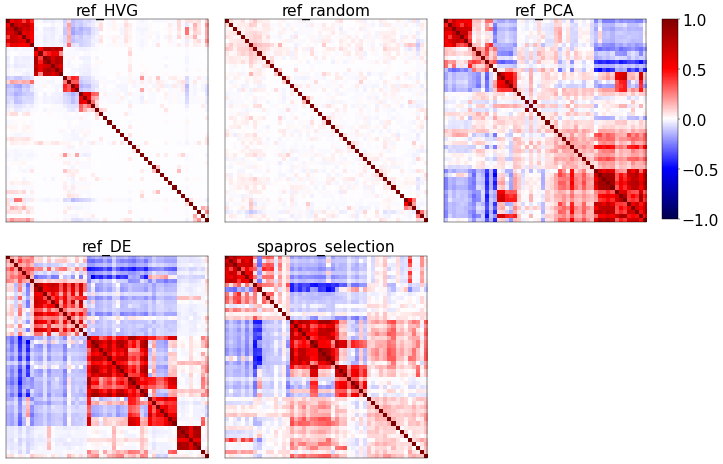 ref_HVG
ref_random
ref_PCA
1.0
0.5
0.0
−0.5
−1.0
ref_DE
spapros_selection